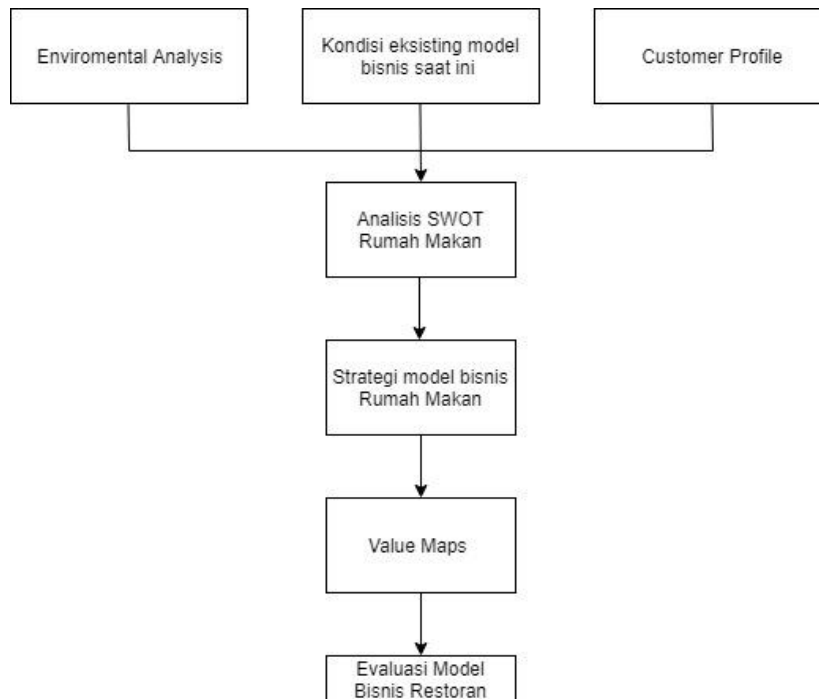 Enviromental Analysis
Kondisi eksisting model
bisnis saat ini
Customer Profile
Analisis SWOT
Rumah Makan
Strategi model bisnis
Rumah Makan
Value Maps
Evaluasi Model
Bisnis Restoran